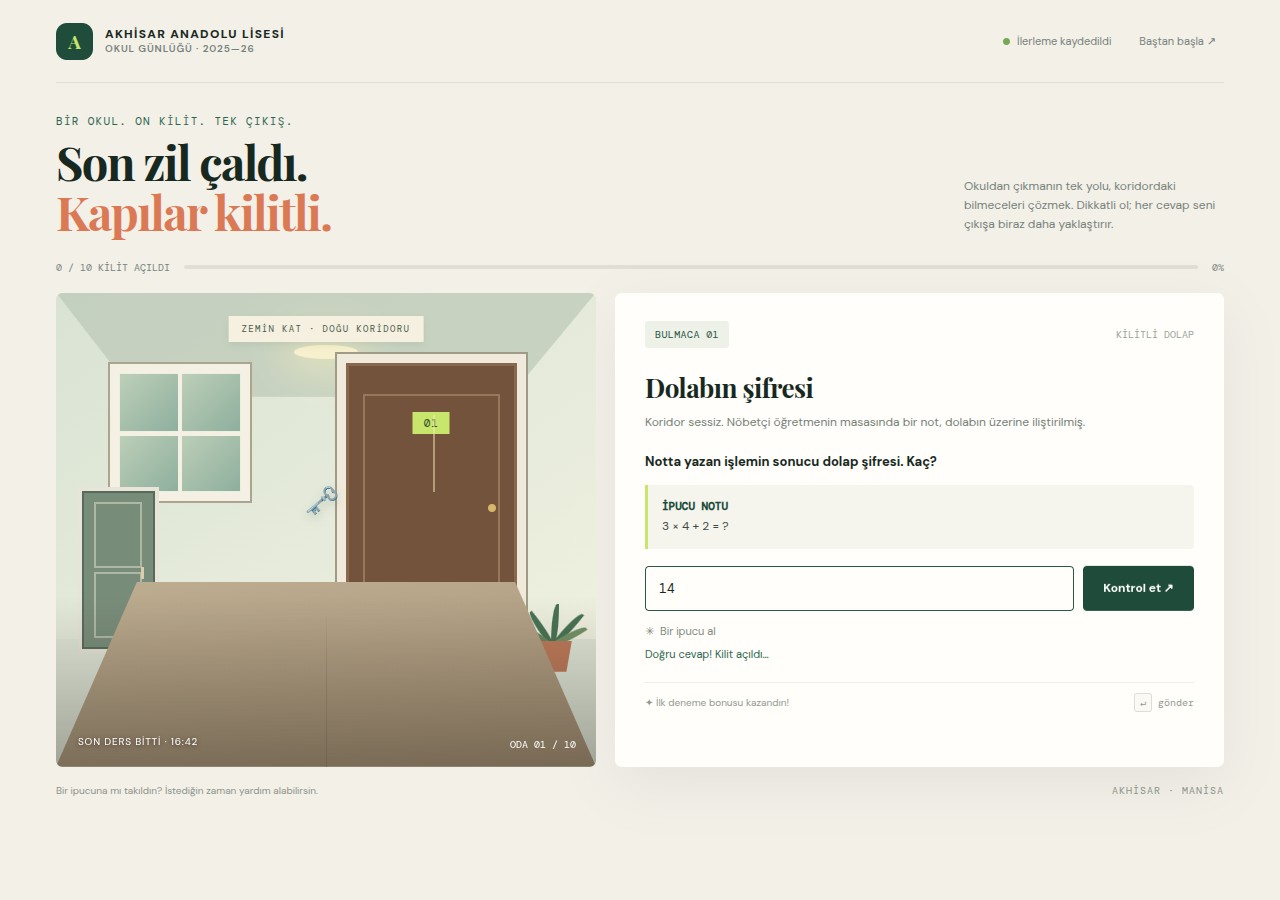 A
AKHİSAR ANADOLU LİSESİ
OKUL GÜNLÜĞÜ · 2025—26
İlerleme kaydedildi
Baştan başla ↗
BİR OKUL. ON KİLİT. TEK ÇIKIŞ.
Son zil çaldı.
Kapılar kilitli.
Okuldan çıkmanın tek yolu, koridordaki
bilmeceleri çözmek. Dikkatli ol; her cevap seni
çıkışa biraz daha yaklaştırır.
0 / 10 KİLİT AÇILDI
0%
ZEMİN KAT · DOĞU KORİDORU
01
SON DERS BİTTİ · 16:42
ODA 01 / 10
BULMACA 01
KİLİTLİ DOLAP
Dolabın şifresi
Koridor sessiz. Nöbetçi öğretmenin masasında bir not, dolabın üzerine iliştirilmiş.
Notta yazan işlemin sonucu dolap şifresi. Kaç?
İPUCU NOTU
3 × 4 + 2 = ?
14
Kontrol et ↗
✳ Bir ipucu al
Doğru cevap! Kilit açıldı…
✦ İlk deneme bonusu kazandın!
↵ gönder
Bir ipucuna mı takıldın? İstediğin zaman yardım alabilirsin.
AKHİSAR · MANİSA